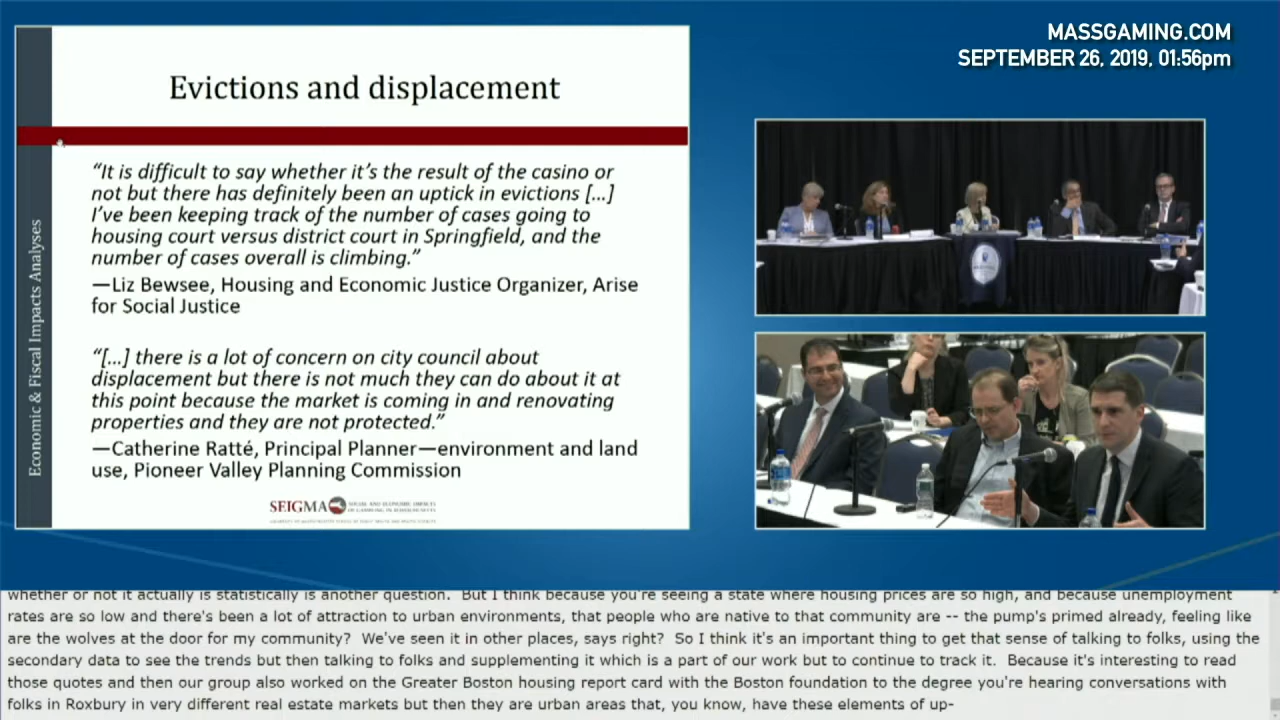 MASSGAMING.COM
SEPTEMBER 26, 2019, 01:56pm
Evictions and displacement
Economic & Fiscal Impacts Analyses
“It is difficult to say whether it’s the result of the casino or
not but there has definitely been an uptick in evictions [...]
I’ve been keeping track of the number of cases going to
housing court versus district court in Springfield, and the
number of cases overall is climbing.”
—Liz Bewsee, Housing and Economic Justice Organizer, Arise
for Social Justice
“[...] there is a lot of concern on city council about
displacement but there is not much they can do about it at
this point because the market is coming in and renovating
properties and they are not protected.”
—Catherine Ratté, Principal Planner—environment and land
use, Pioneer Valley Planning Commission
SEIGMA
whether or not it actually is statistically is another question. But I think because you're seeing a state where housing prices are so high, and because unemployment
rates are so low and there's been a lot of attraction to urban environments, that people who are native to that community are -- the pump's primed already, feeling like
are the wolves at the door for my community? We've seen it in other places, says right? So I think it's an important thing to get that sense of talking to folks, using the
secondary data to see the trends but then talking to folks and supplementing it which is a part of our work but to continue to track it. Because it's interesting to read
those quotes and then our group also worked on the Greater Boston housing report card with the Boston foundation to the degree you're hearing conversations with
folks in Roxbury in very different real estate markets but then they are urban areas that, you know, have these elements of up-